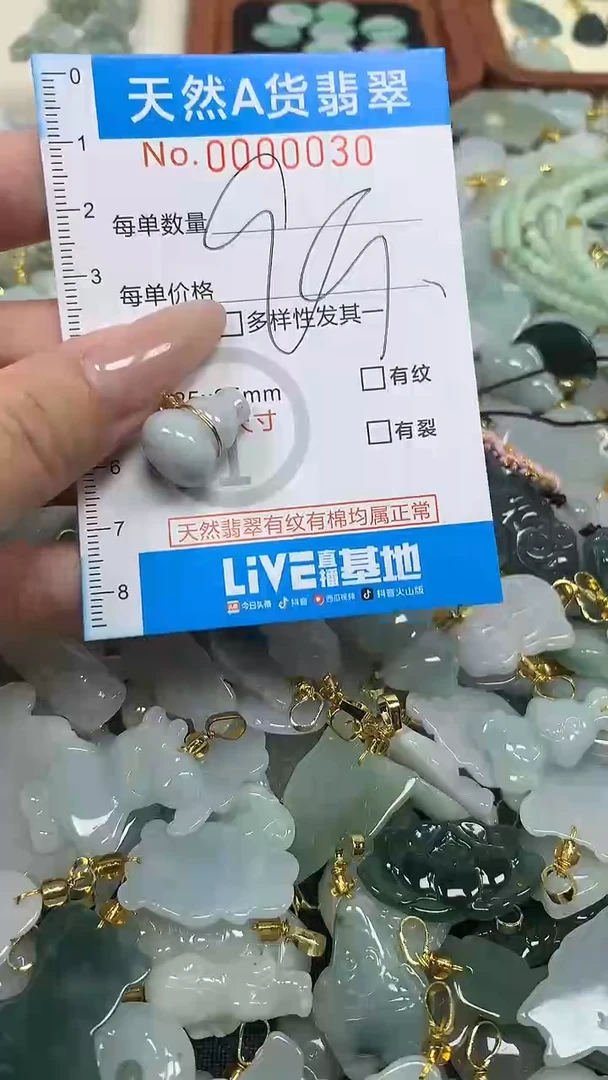 天然A货翡翠
No.0000030
每单数量
每单价格
多样性发其一
mm
有纹
寸
有裂
天然翡翠有纹有棉均属正常
LIVE直播基地
头条 今日头条 抖音 西瓜视频 抖音火山版
0
1
2
3
6
7
8